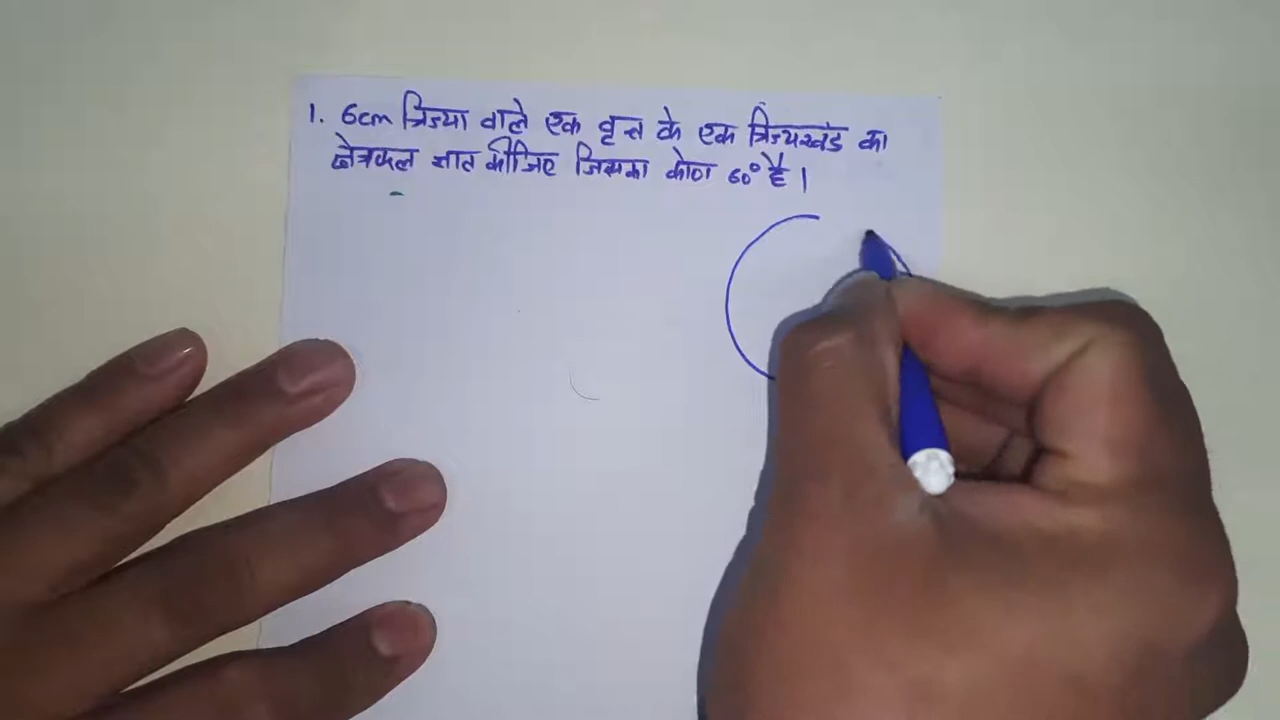 1. 6cm त्रिज्या वाले एक वृत्त के एक त्रिज्यखंड का
क्षेत्रफल ज्ञात कीजिए जिसका कोण 60° है।